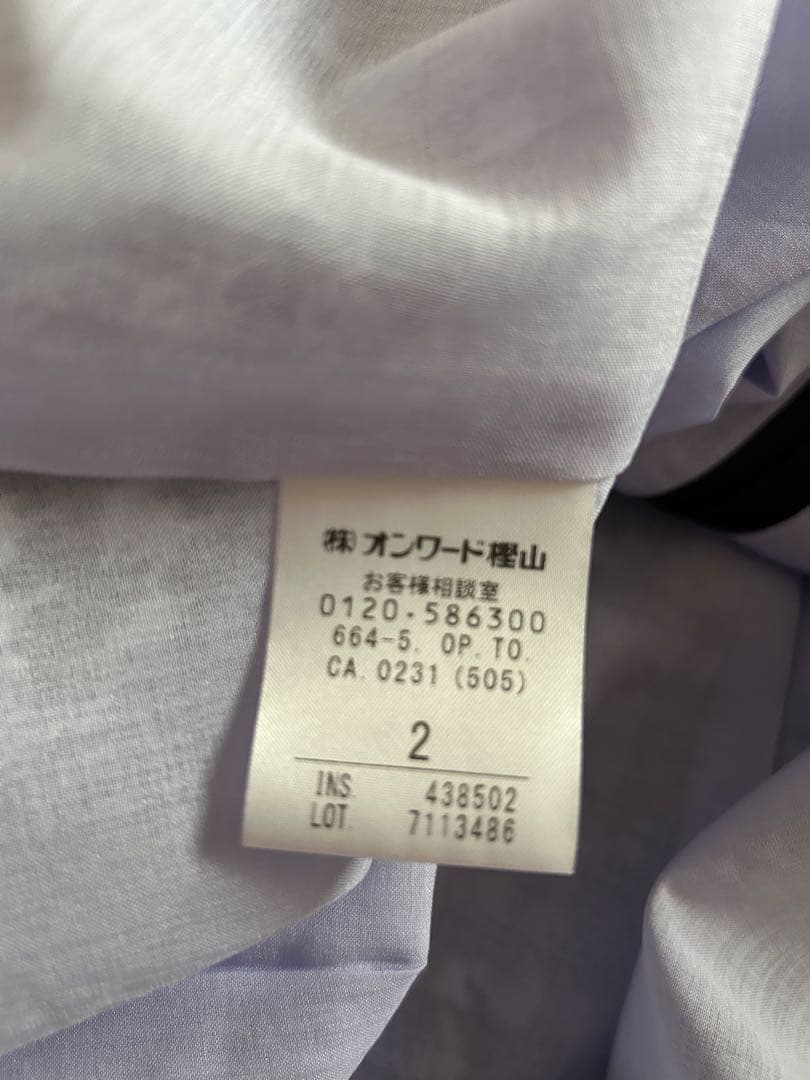 ㈱オンワード樫山
お客様相談室
0120-586300
664-5. OP. TO.
CA. 0231 (505)
2
INS. 438502
LOT. 7113486